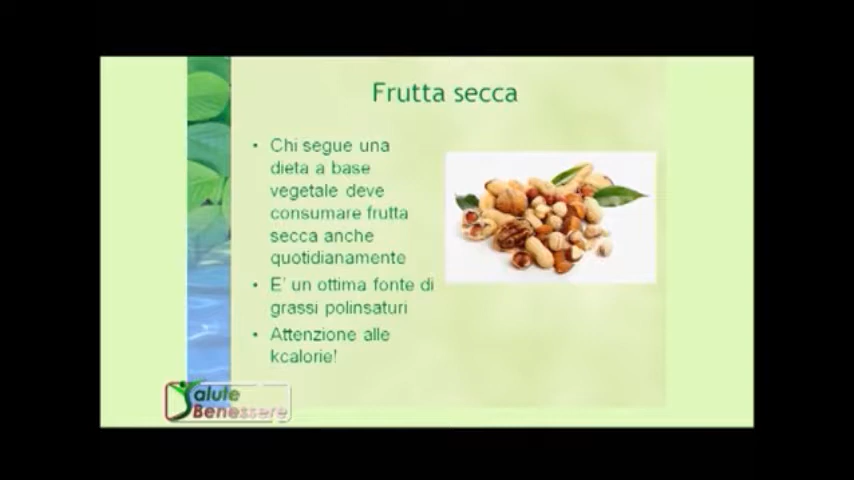 Frutta secca
• Chi segue una
dieta a base
vegetale deve
consumare frutta
secca anche
quotidianamente
• E' un ottima fonte di
grassi polinsaturi
• Attenzione alle
kcalorie!
Salute
Benessere